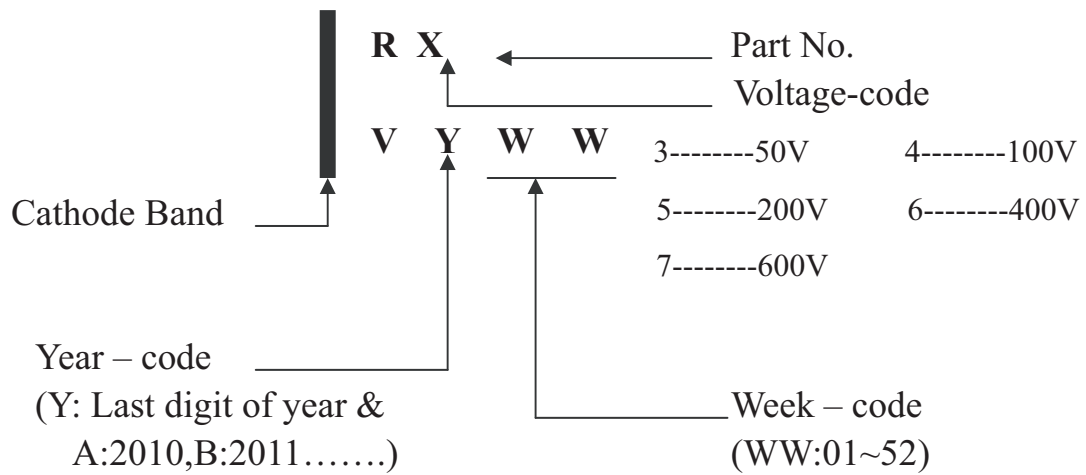 R X Part No.
Voltage-code
V Y W W
3--------50V 4--------100V
Cathode Band
5--------200V 6--------400V
7--------600V
Year – code
(Y: Last digit of year &
A:2010,B:2011…….)
Week – code
(WW:01~52)